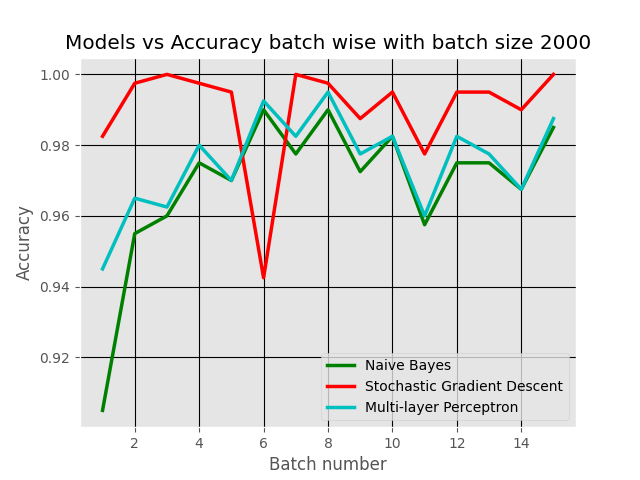 Models vs Accuracy batch wise with batch size 2000
1.00
0.98
0.96
0.94
0.92
Accuracy
Naive Bayes
Stochastic Gradient Descent
Multi-layer Perceptron
2 4 6 8 10 12 14
Batch number